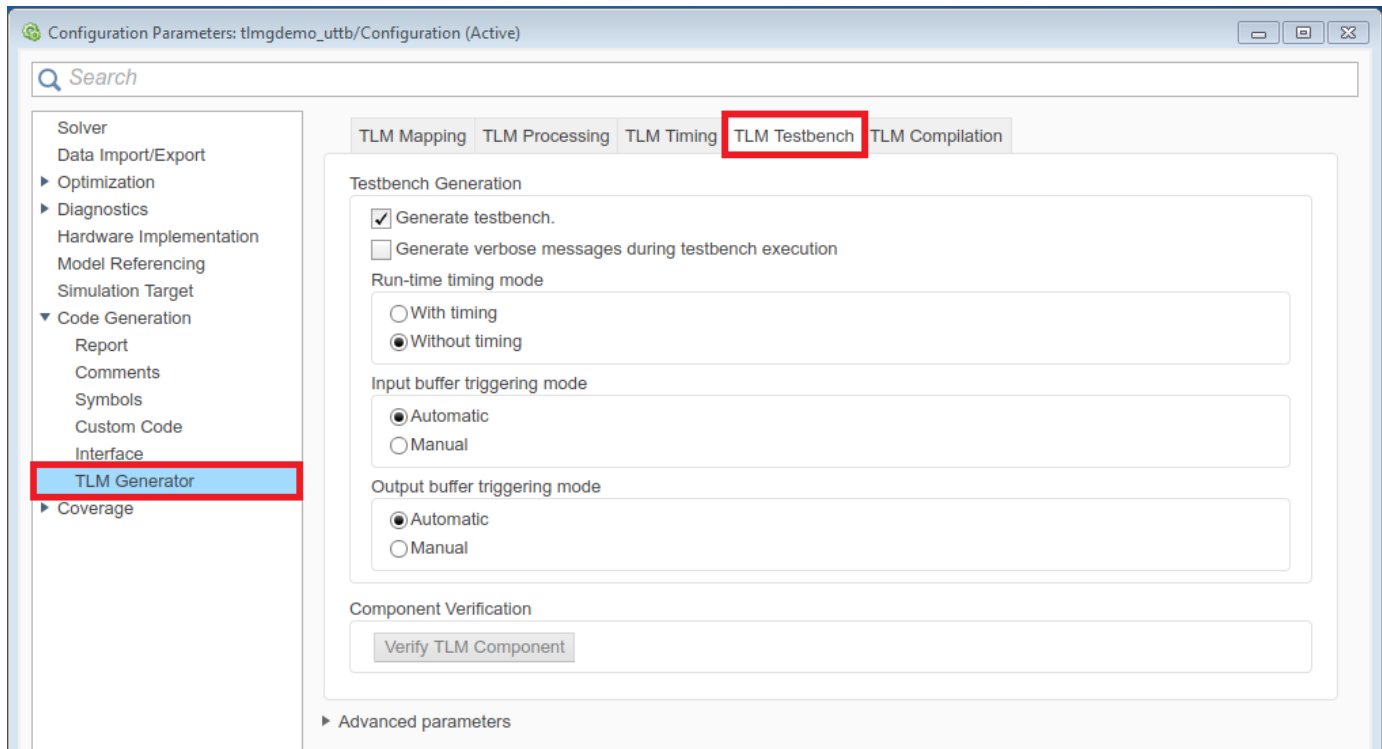 Configuration Parameters: tlmgdemo_uttb/Configuration (Active)
Search
Solver
Data Import/Export
Optimization
Diagnostics
Hardware Implementation
Model Referencing
Simulation Target
Code Generation
Report
Comments
Symbols
Custom Code
Interface
TLM Generator
Coverage
TLM Mapping TLM Processing TLM Timing TLM Testbench TLM Compilation
Testbench Generation
Generate testbench.
Generate verbose messages during testbench execution
Run-time timing mode
With timing
Without timing
Input buffer triggering mode
Automatic
Manual
Output buffer triggering mode
Automatic
Manual
Component Verification
Verify TLM Component
Advanced parameters